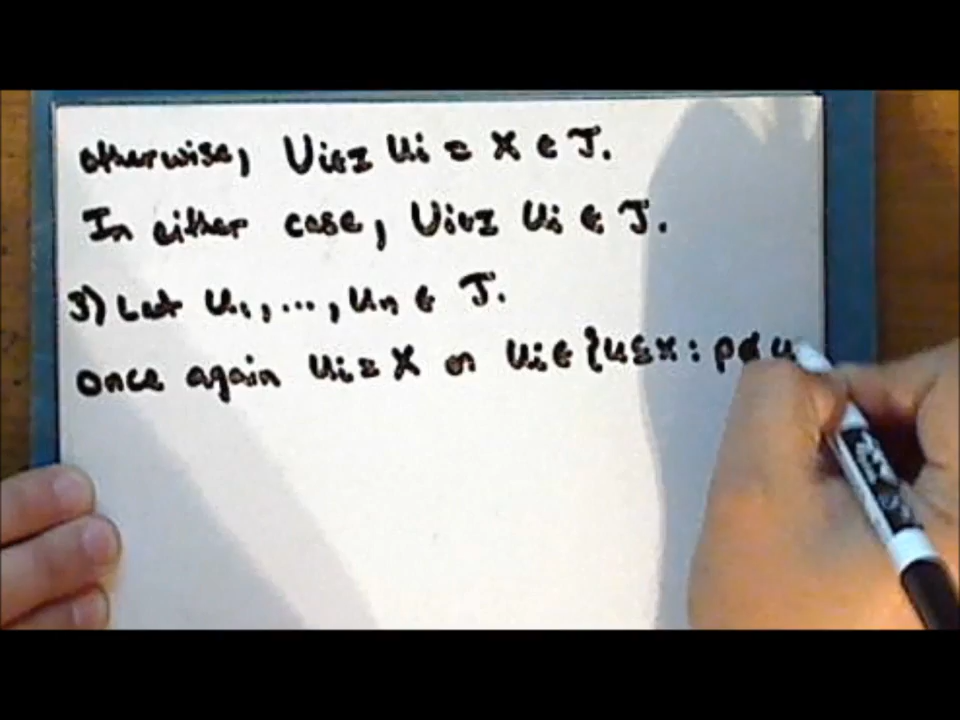 otherwise, ∪i∈I Ui = X ∈ T.
In either case, ∪i∈I Ui ∈ T.
3) Let U1, ..., Un ∈ T.
once again Ui = X or Ui ∈ {U ⊆ X : p ∉ U